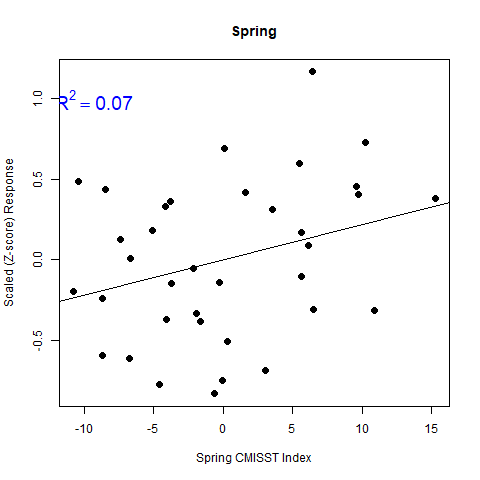 Spring
R² = 0.07
Scaled (Z-score) Response
1.0
0.5
0.0
-0.5
-10 -5 0 5 10 15
Spring CMISST Index